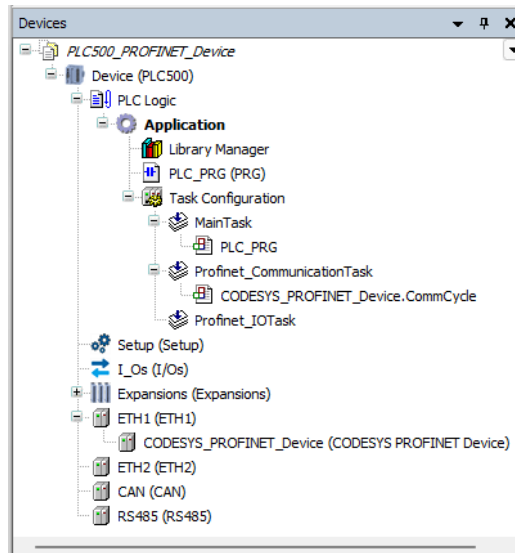 Devices
PLC500_PROFINET_Device
Device (PLC500)
PLC Logic
Application
Library Manager
PLC_PRG (PRG)
Task Configuration
MainTask
PLC_PRG
Profinet_CommunicationTask
CODESYS_PROFINET_Device.CommCycle
Profinet_IOTask
Setup (Setup)
I_Os (I/Os)
Expansions (Expansions)
ETH1 (ETH1)
CODESYS_PROFINET_Device (CODESYS PROFINET Device)
ETH2 (ETH2)
CAN (CAN)
RS485 (RS485)